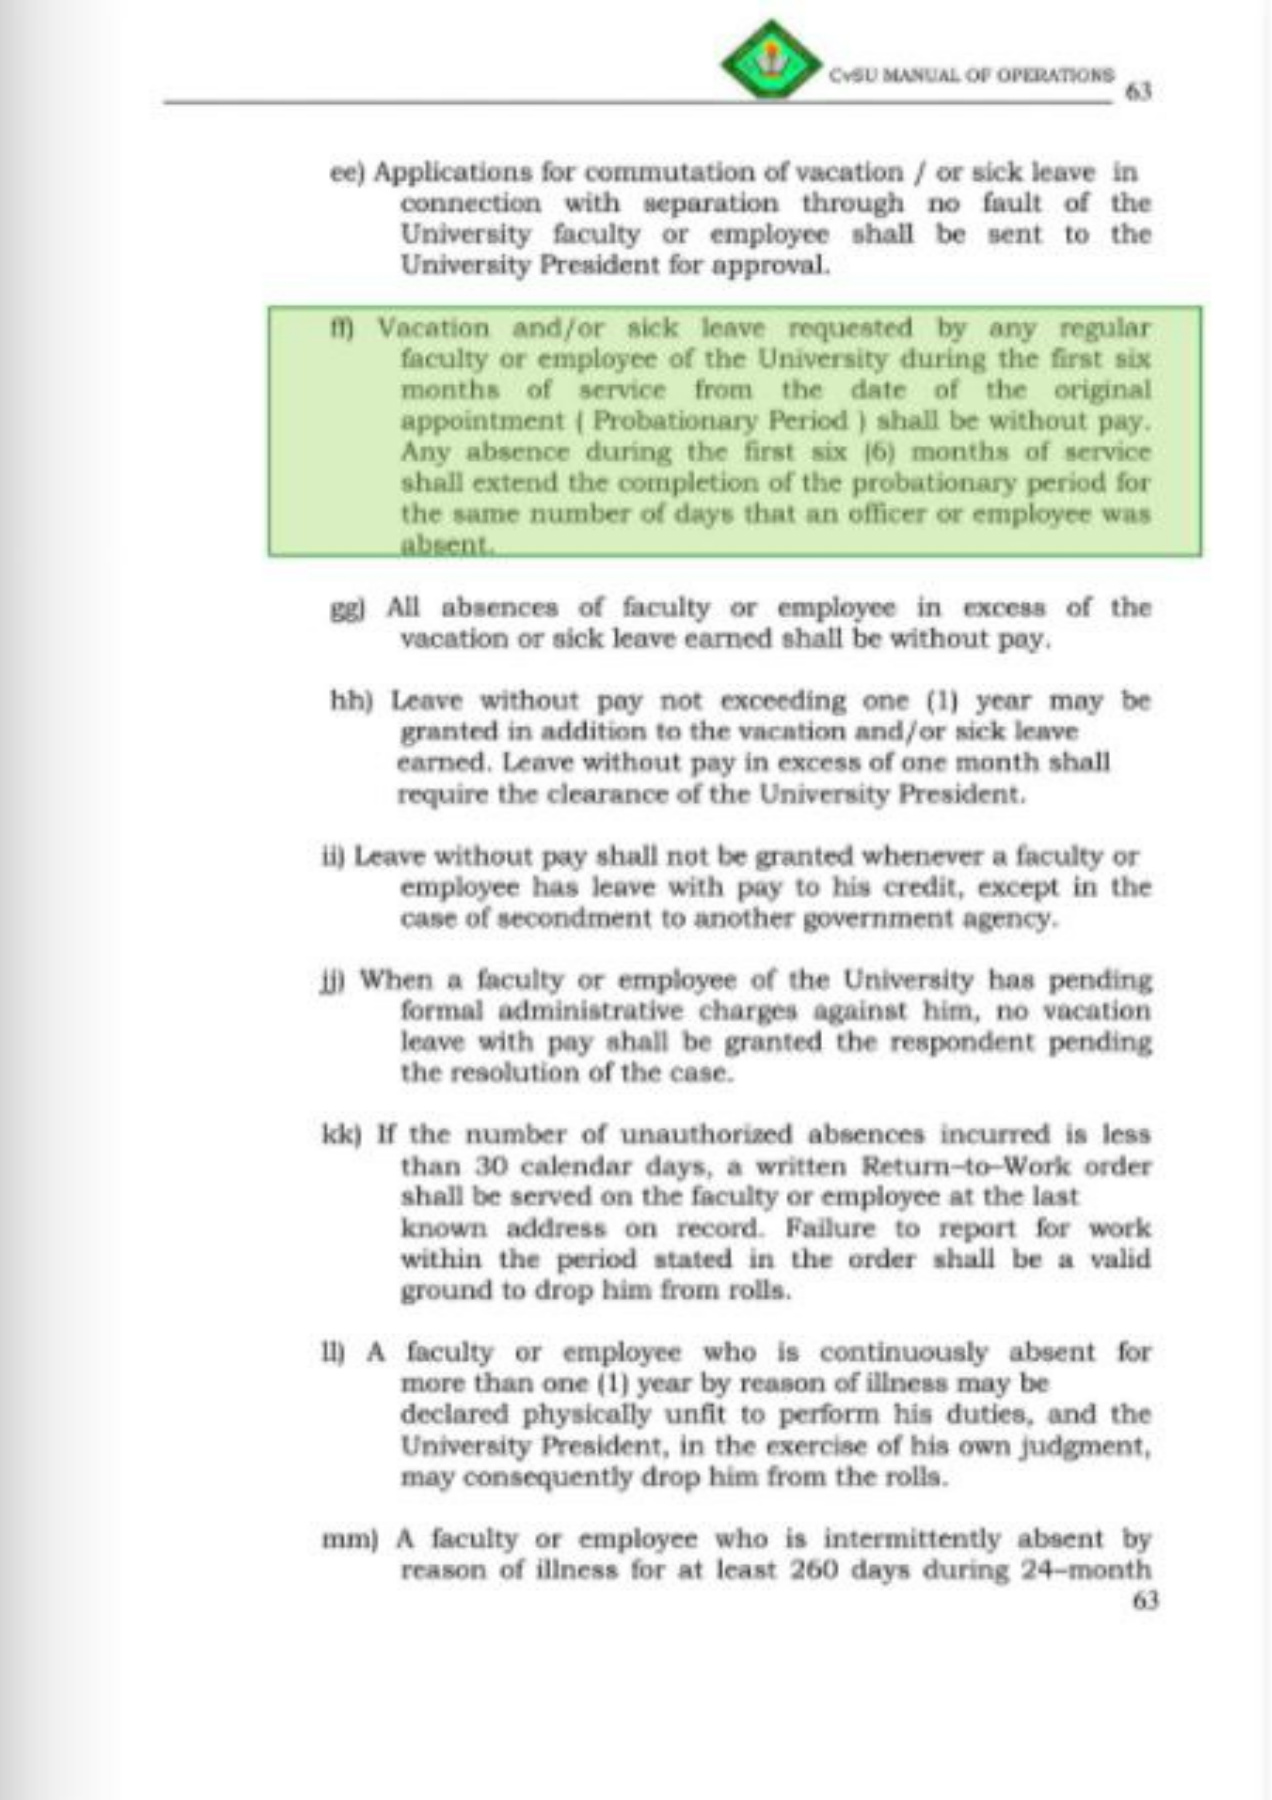 CvSU MANUAL OF OPERATIONS
63
ee) Applications for commutation of vacation / or sick leave in
connection with separation through no fault of the
University faculty or employee shall be sent to the
University President for approval.
ff) Vacation and/or sick leave requested by any regular
faculty or employee of the University during the first six
months of service from the date of the original
appointment ( Probationary Period ) shall be without pay.
Any absence during the first six (6) months of service
shall extend the completion of the probationary period for
the same number of days that an officer or employee was
absent.
gg) All absences of faculty or employee in excess of the
vacation or sick leave earned shall be without pay.
hh) Leave without pay not exceeding one (1) year may be
granted in addition to the vacation and/or sick leave
earned. Leave without pay in excess of one month shall
require the clearance of the University President.
ii) Leave without pay shall not be granted whenever a faculty or
employee has leave with pay to his credit, except in the
case of secondment to another government agency.
jj) When a faculty or employee of the University has pending
formal administrative charges against him, no vacation
leave with pay shall be granted the respondent pending
the resolution of the case.
kk) If the number of unauthorized absences incurred is less
than 30 calendar days, a written Return-to-Work order
shall be served on the faculty or employee at the last
known address on record. Failure to report for work
within the period stated in the order shall be a valid
ground to drop him from rolls.
ll) A faculty or employee who is continuously absent for
more than one (1) year by reason of illness may be
declared physically unfit to perform his duties, and the
University President, in the exercise of his own judgment,
may consequently drop him from the rolls.
mm) A faculty or employee who is intermittently absent by
reason of illness for at least 260 days during 24-month
63